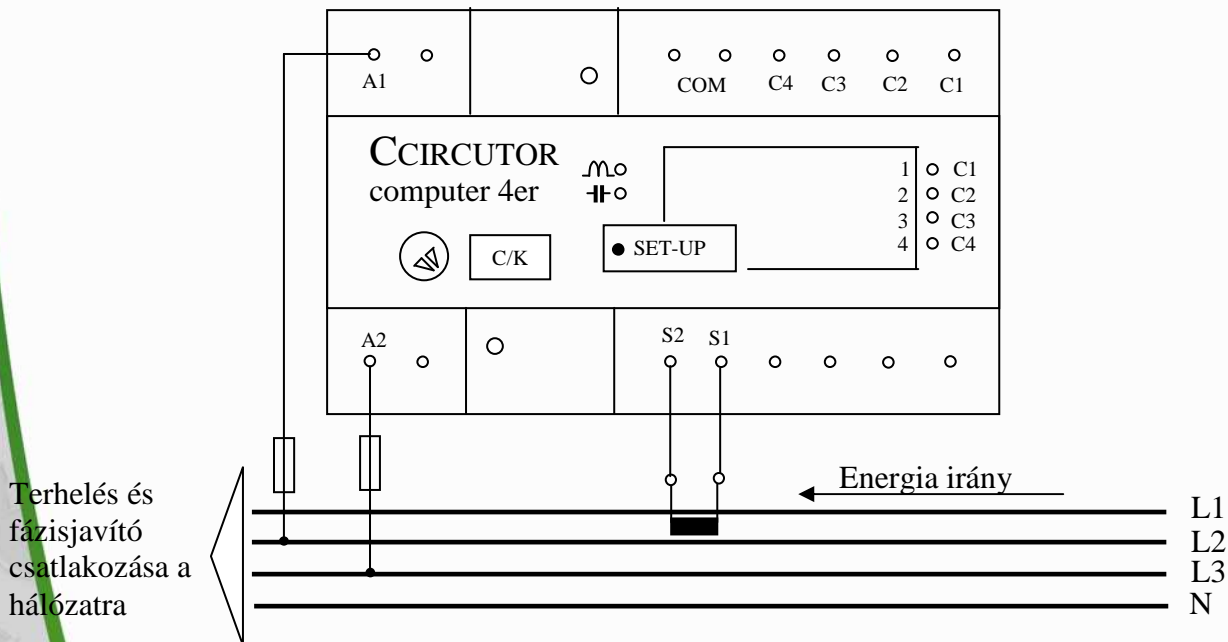 A1
COM C4 C3 C2 C1
CCIRCUTOR
computer 4er
1 C1
2 C2
3 C3
4 C4
C/K
SET-UP
A2
S2 S1
Energia irány
Terhelés és
fázisjavító
csatlakozása a
hálózatra
L1
L2
L3
N